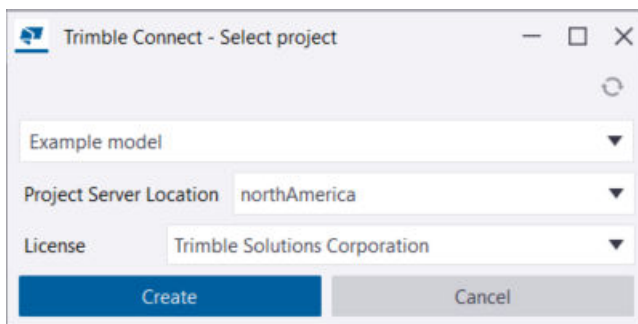 Trimble Connect - Select project
Example model
Project Server Location northAmerica
License Trimble Solutions Corporation
Create Cancel